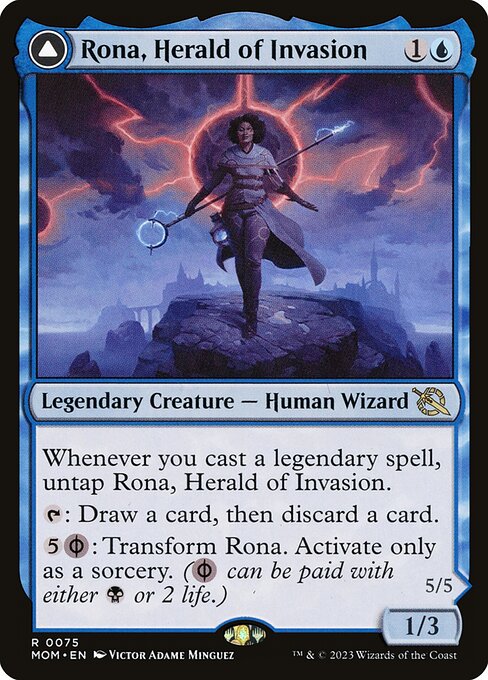 Rona, Herald of Invasion 1
Legendary Creature — Human Wizard
Whenever you cast a legendary spell,
untap Rona, Herald of Invasion.
: Draw a card, then discard a card.
5 : Transform Rona. Activate only
as a sorcery. ( can be paid with
either or 2 life.)
5/5
1/3
R 0075
MOM • EN Victor Adame Minguez
™ & © 2023 Wizards of the Coast